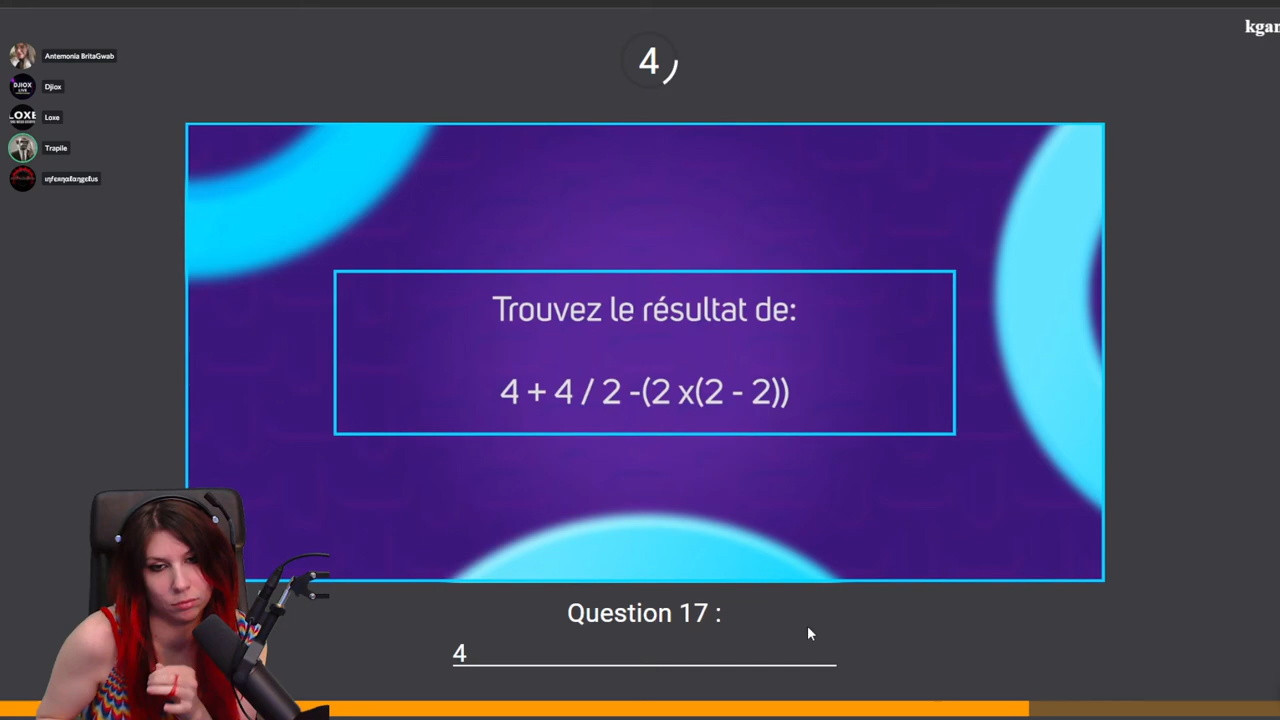 kgar
4
Antemonia BritaGwab
Djiox
Loxe
Trapile
Trouvez le résultat de:
4 + 4 / 2 -(2 x(2 - 2))
Question 17 :
4